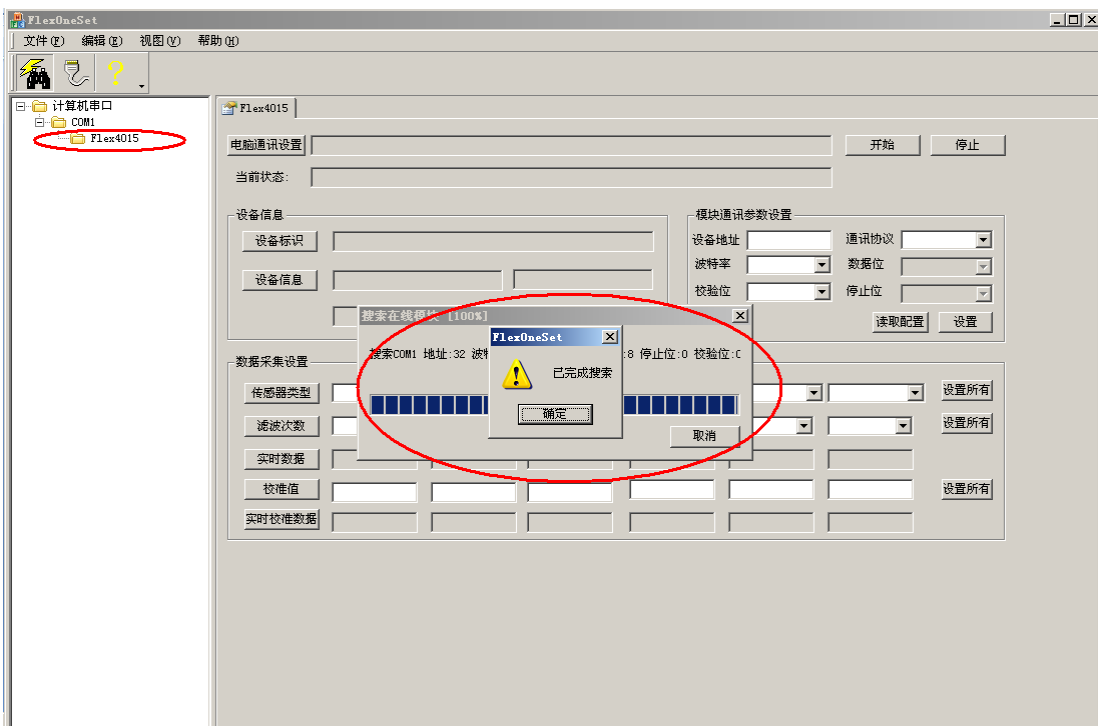 FlexOneSet
文件(F) 编辑(E) 视图(V) 帮助(H)
计算机串口
COM1
Flex4015
Flex4015
电脑通讯设置 开始 停止
当前状态:
设备信息
设备标识
设备信息
模块通讯参数设置
设备地址 通讯协议
波特率 数据位
校验位 停止位
读取配置 设置
搜索在线模块 [100%]
搜索COM1 地址:32 波 :8 停止位:0 校验位:
FlexOneSet
已完成搜索
确定
取消
数据采集设置
传感器类型 设置所有
滤波次数 设置所有
实时数据
校准值 设置所有
实时校准数据